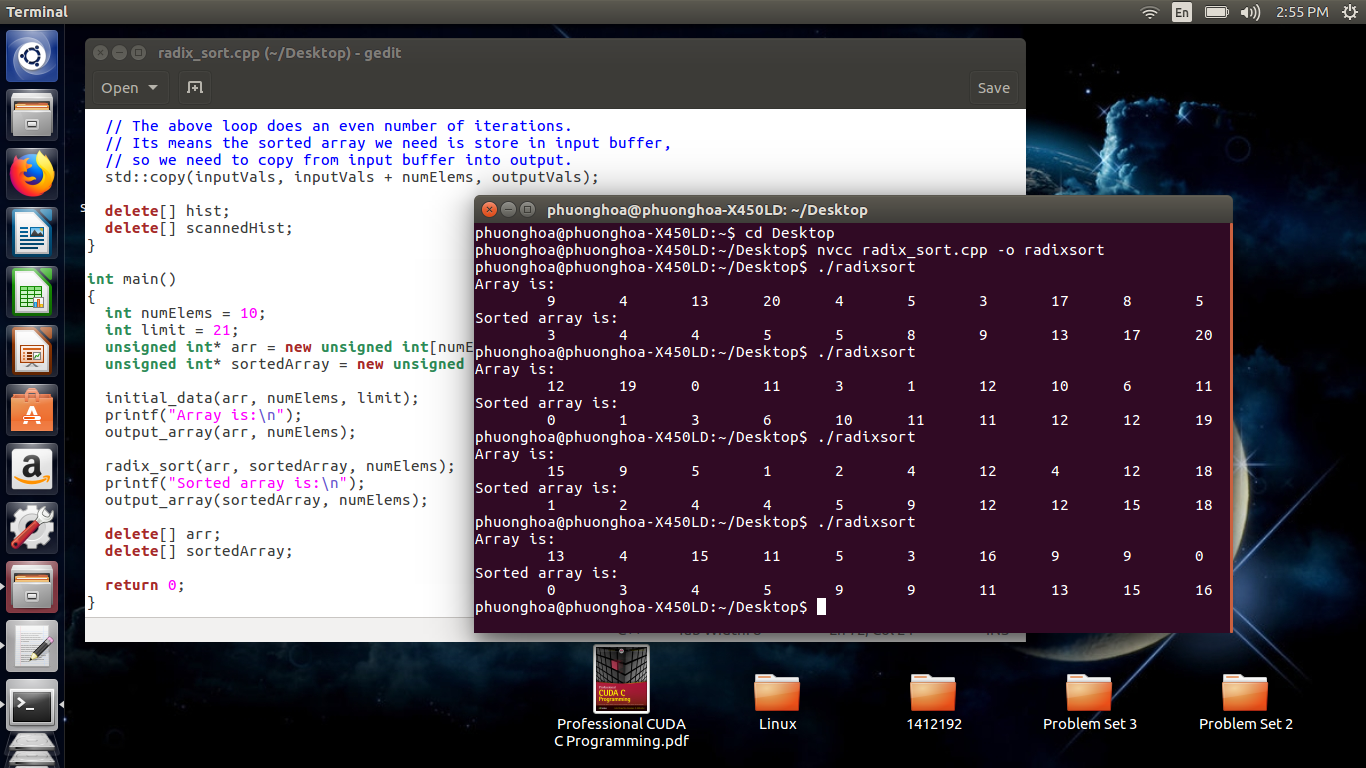 Terminal
En
2:55 PM
radix_sort.cpp (~/Desktop) - gedit
Open
Save
// The above loop does an even number of iterations.
// Its means the sorted array we need is store in input buffer,
// so we need to copy from input buffer into output.
std::copy(inputVals, inputVals + numElems, outputVals);
delete[] hist;
delete[] scannedHist;
}
int main()
{
int numElems = 10;
int limit = 21;
unsigned int* arr = new unsigned int[numE
unsigned int* sortedArray = new unsigned
initial_data(arr, numElems, limit);
printf("Array is:\n");
output_array(arr, numElems);
radix_sort(arr, sortedArray, numElems);
printf("Sorted array is:\n");
output_array(sortedArray, numElems);
delete[] arr;
delete[] sortedArray;
return 0;
}
phuonghoa@phuonghoa-X450LD: ~/Desktop
phuonghoa@phuonghoa-X450LD:~$ cd Desktop
phuonghoa@phuonghoa-X450LD:~/Desktop$ nvcc radix_sort.cpp -o radixsort
phuonghoa@phuonghoa-X450LD:~/Desktop$ ./radixsort
Array is:
9 4 13 20 4 5 3 17 8 5
Sorted array is:
3 4 4 5 5 8 9 13 17 20
phuonghoa@phuonghoa-X450LD:~/Desktop$ ./radixsort
Array is:
12 19 0 11 3 1 12 10 6 11
Sorted array is:
0 1 3 6 10 11 11 12 12 19
phuonghoa@phuonghoa-X450LD:~/Desktop$ ./radixsort
Array is:
15 9 5 1 2 4 12 4 12 18
Sorted array is:
1 2 4 4 5 9 12 12 15 18
phuonghoa@phuonghoa-X450LD:~/Desktop$ ./radixsort
Array is:
13 4 15 11 5 3 16 9 9 0
Sorted array is:
0 3 4 5 9 9 11 13 15 16
phuonghoa@phuonghoa-X450LD:~/Desktop$
CUDA C
Programming
Professional CUDA
C Programming.pdf
Linux
1412192
Problem Set 3
Problem Set 2